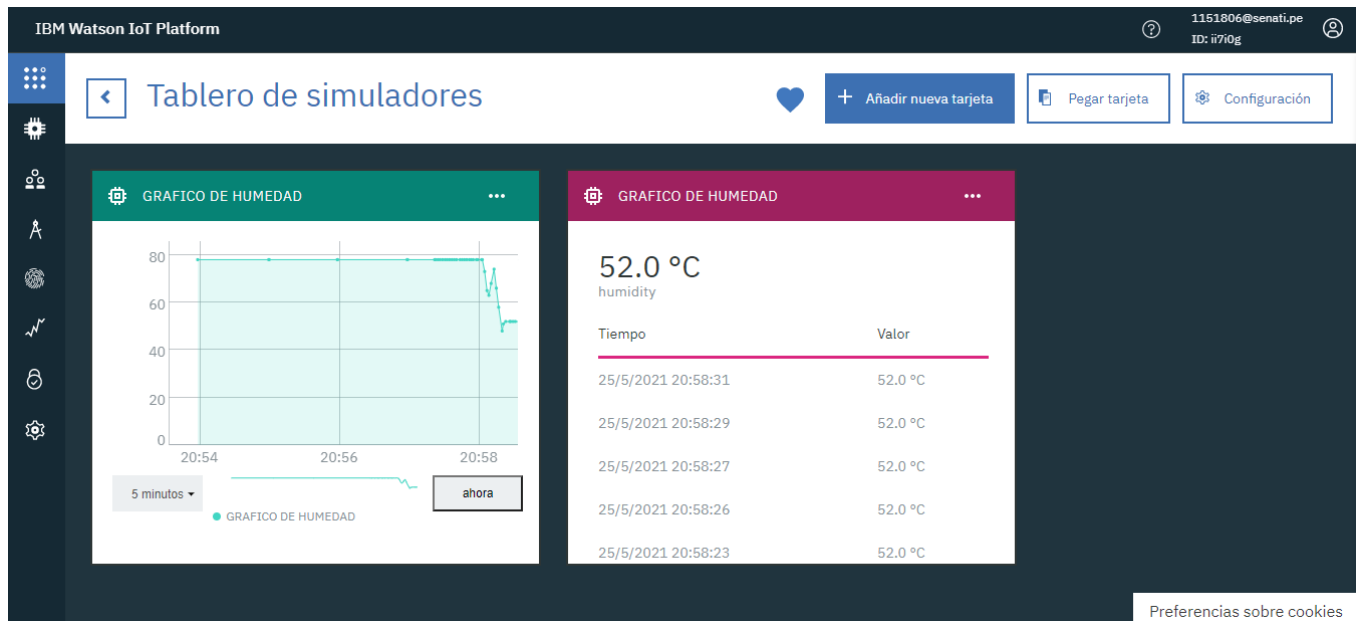 IBM Watson IoT Platform
1151806@senati.pe
ID: ii7i0g
Tablero de simuladores
+ Añadir nueva tarjeta
Pegar tarjeta
Configuración
GRAFICO DE HUMEDAD
80
60
40
20
0
20:54 20:56 20:58
5 minutos
ahora
GRAFICO DE HUMEDAD
GRAFICO DE HUMEDAD
52.0 °C
humidity
Tiempo Valor
25/5/2021 20:58:31 52.0 °C
25/5/2021 20:58:29 52.0 °C
25/5/2021 20:58:27 52.0 °C
25/5/2021 20:58:26 52.0 °C
25/5/2021 20:58:23 52.0 °C
Preferencias sobre cookies